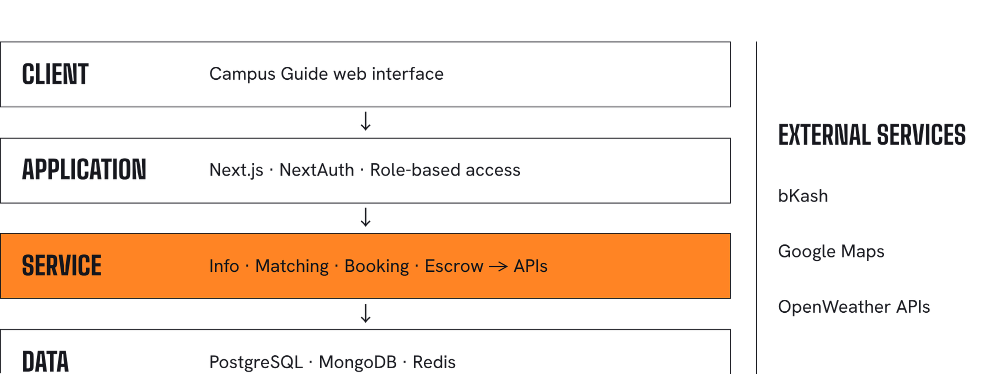 CLIENT
Campus Guide web interface
↓
APPLICATION
Next.js · NextAuth · Role-based access
↓
SERVICE
Info · Matching · Booking · Escrow → APIs
↓
DATA
PostgreSQL · MongoDB · Redis
EXTERNAL SERVICES
bKash
Google Maps
OpenWeather APIs